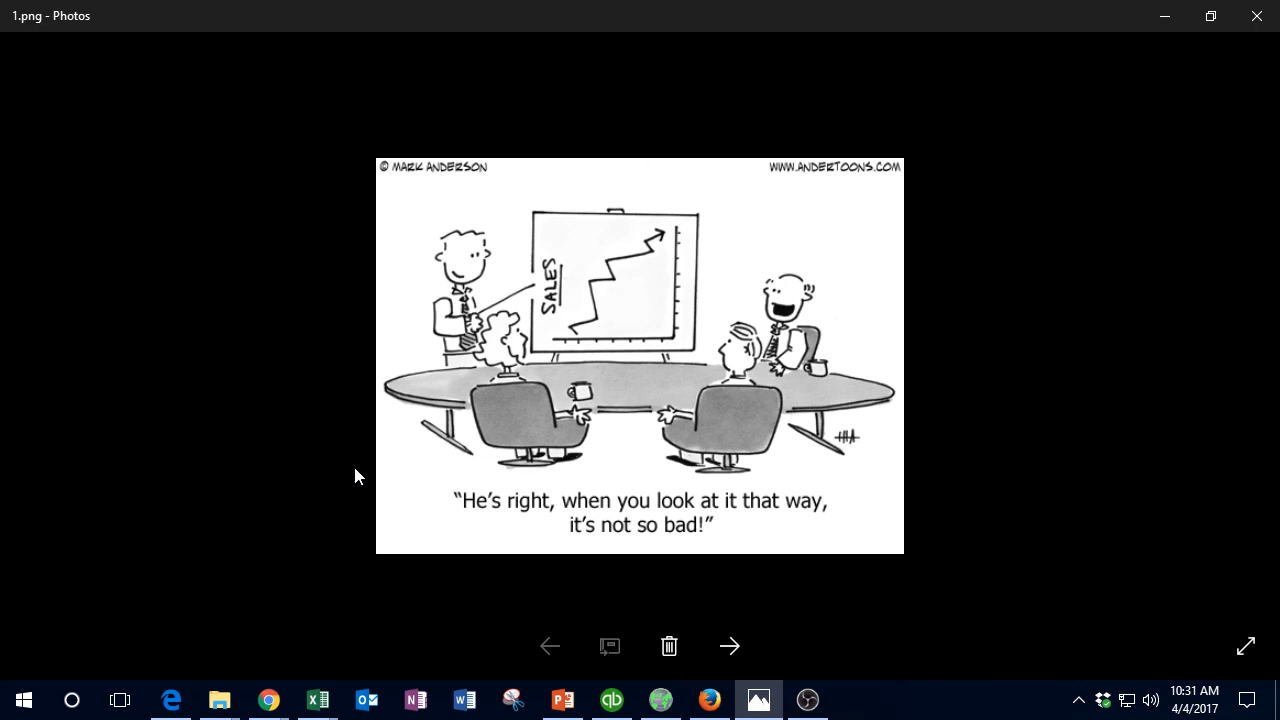 1.png - Photos
© MARK ANDERSON
WWW.ANDERTOONS.COM
SALES
“He’s right, when you look at it that way,
it’s not so bad!”
10:31 AM
4/4/2017